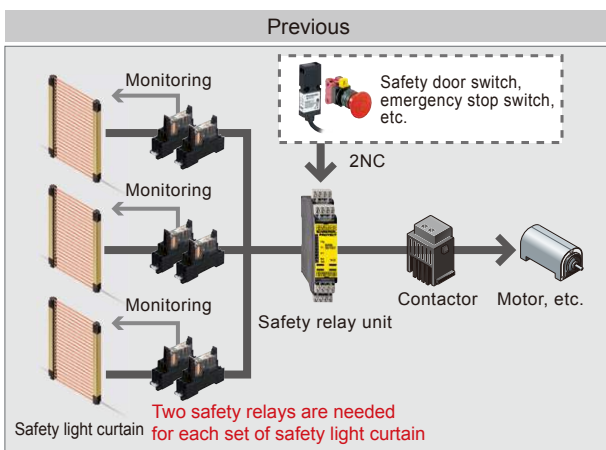 Previous
Monitoring
Safety door switch,
emergency stop switch,
etc.
2NC
Monitoring
Contactor
Motor, etc.
Safety relay unit
Monitoring
Safety light curtain
Two safety relays are needed
for each set of safety light curtain